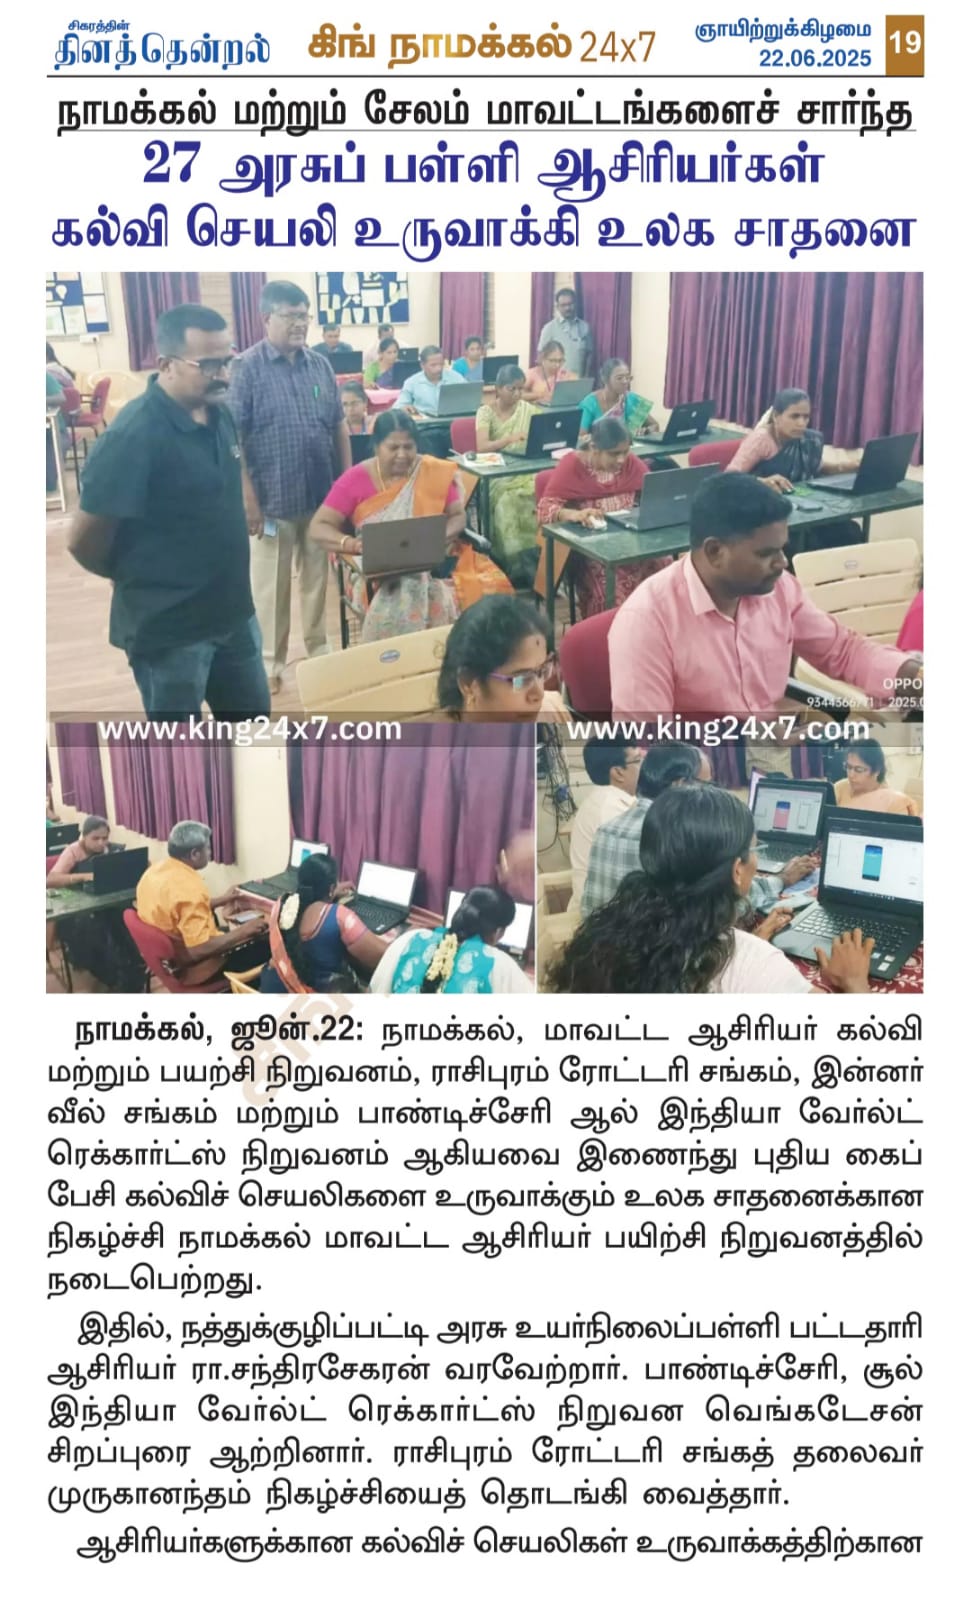 சிகரத்தின்
தினத்தென்றல்
கிங் நாமக்கல் 24x7
ஞாயிற்றுக்கிழமை
22.06.2025
19
நாமக்கல் மற்றும் சேலம் மாவட்டங்களைச் சார்ந்த
27 அரசுப் பள்ளி ஆசிரியர்கள்
கல்வி செயலி உருவாக்கி உலக சாதனை
OPPO
www.king24x7.com
www.king24x7.com
நாமக்கல், ஜூன்.22: நாமக்கல், மாவட்ட ஆசிரியர் கல்வி
மற்றும் பயற்சி நிறுவனம், ராசிபுரம் ரோட்டரி சங்கம், இன்னர்
வீல் சங்கம் மற்றும் பாண்டிச்சேரி ஆல் இந்தியா வேர்ல்ட்
ரெக்கார்ட்ஸ் நிறுவனம் ஆகியவை இணைந்து புதிய கைப்
பேசி கல்விச் செயலிகளை உருவாக்கும் உலக சாதனைக்கான
நிகழ்ச்சி நாமக்கல் மாவட்ட ஆசிரியர் பயிற்சி நிறுவனத்தில்
நடைபெற்றது.
இதில், நத்துக்குழிப்பட்டி அரசு உயர்நிலைப்பள்ளி பட்டதாரி
ஆசிரியர் ரா.சந்திரசேகரன் வரவேற்றார். பாண்டிச்சேரி, சூல்
இந்தியா வேர்ல்ட் ரெக்கார்ட்ஸ் நிறுவன வெங்கடேசன்
சிறப்புரை ஆற்றினார். ராசிபுரம் ரோட்டரி சங்கத் தலைவர்
முருகானந்தம் நிகழ்ச்சியைத் தொடங்கி வைத்தார்.
ஆசிரியர்களுக்கான கல்விச் செயலிகள் உருவாக்கத்திற்கான